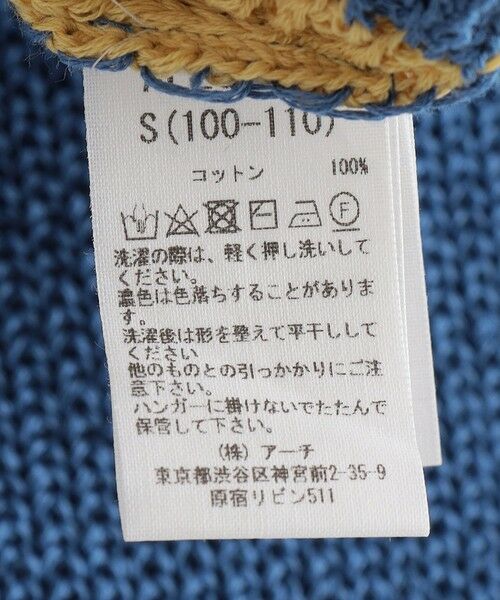 S(100-110)
コットン 100%
F
洗濯の際は、軽く押し洗いして
ください。
濃色は色落ちすることがありま
す。
洗濯後は形を整えて平干しして
ください
他のものとの引っかかりにご注
意下さい。
ハンガーに掛けないでたたんで
保管して下さい。
(株) アーチ
東京都渋谷区神宮前2-35-9
原宿リビン511